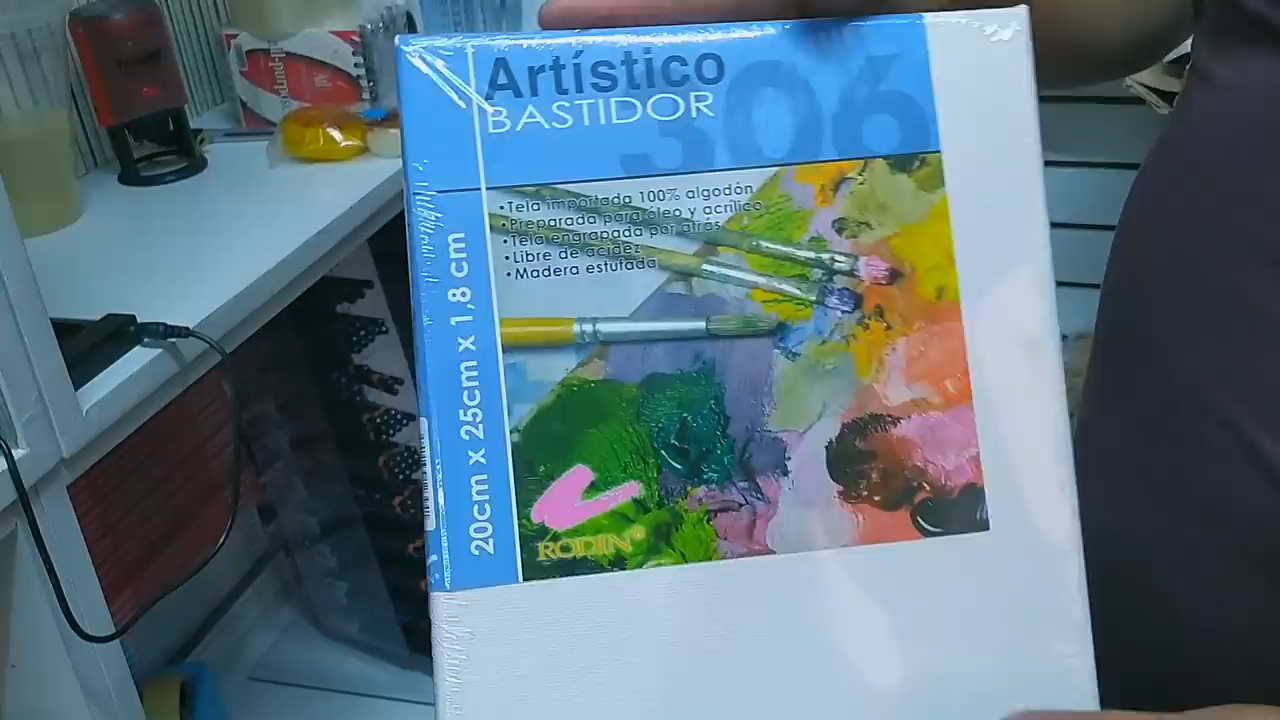 Artístico
BASTIDOR
306
•Tela importada 100% algodón
•Preparada para óleo y acrílico
•Tela engrapada por atrás
•Libre de acidez
•Madera estufada
20cm x 25cm x 1,8 cm
RODIN®